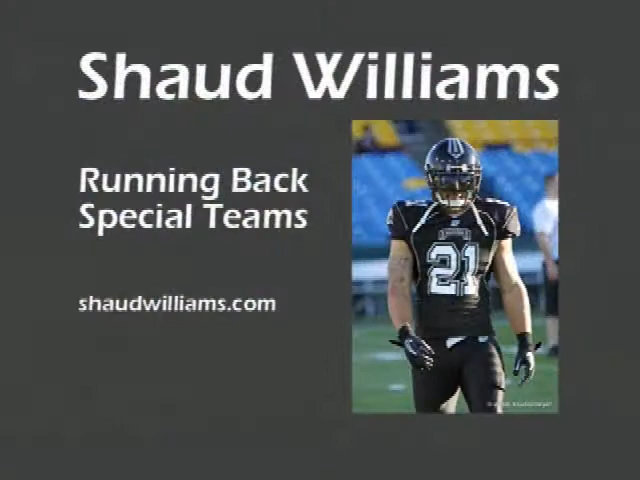 Shaud Williams
Running Back
Special Teams
shaudwilliams.com
21